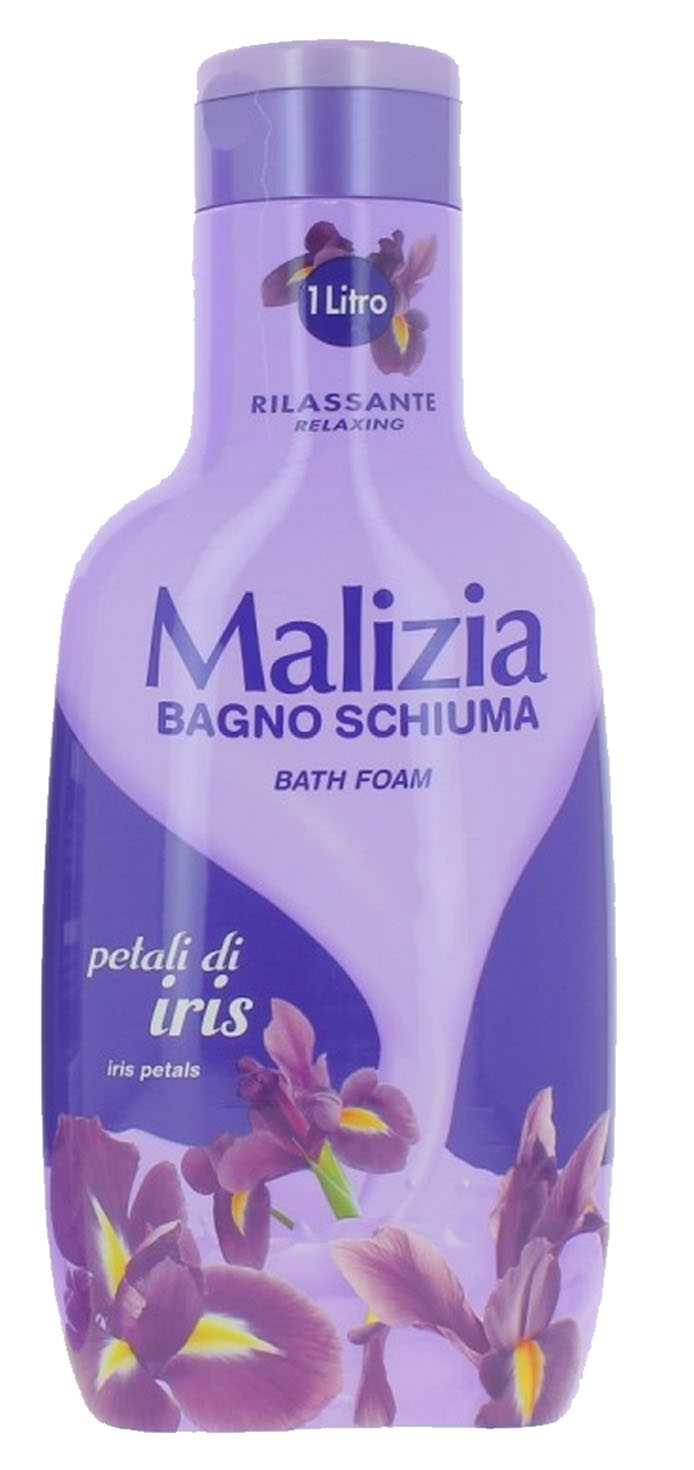 1 Litro
RILASSANTE
RELAXING
Malizia
BAGNO SCHIUMA
BATH FOAM
petali di
iris
iris petals